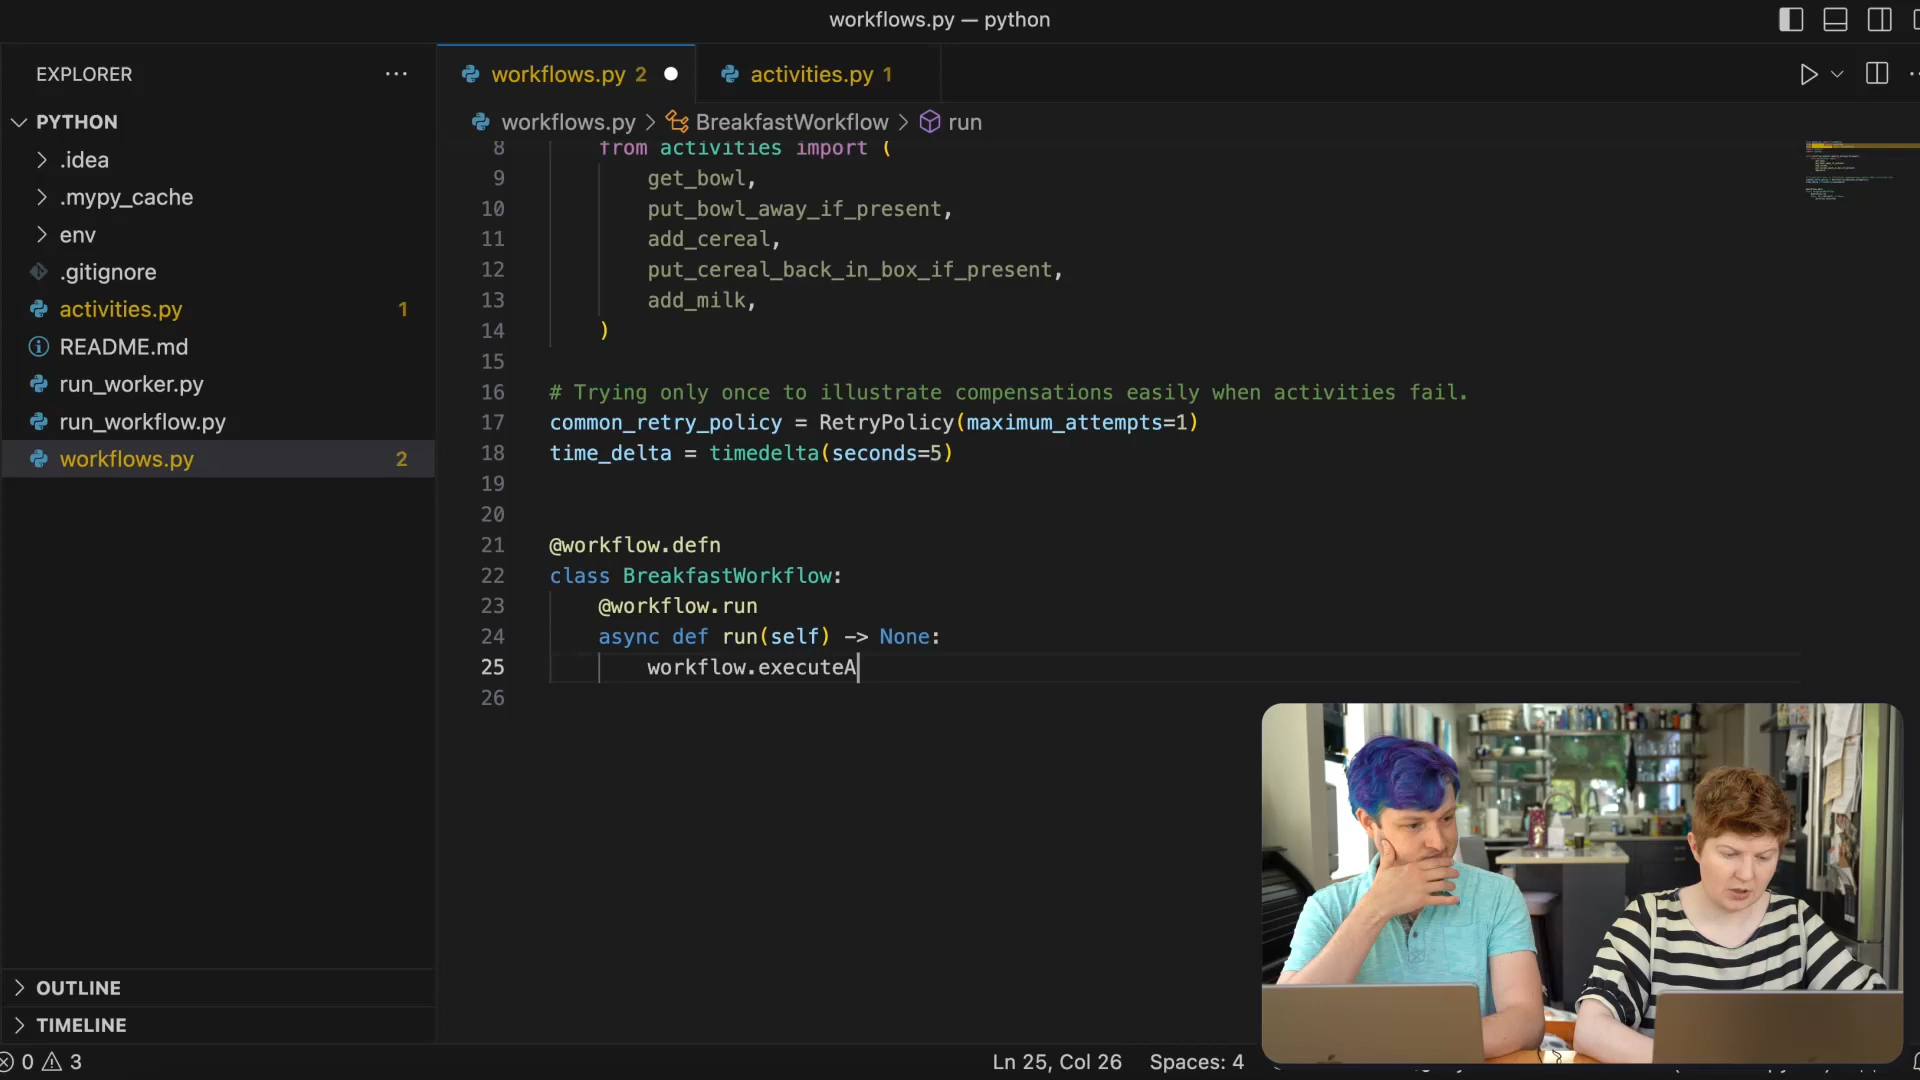 workflows.py — python
EXPLORER
workflows.py 2
activities.py 1
PYTHON
workflows.py > BreakfastWorkflow > run
.idea
.mypy_cache
env
.gitignore
activities.py 1
README.md
run_worker.py
run_workflow.py
workflows.py 2
8 from activities import (
9 get_bowl,
10 put_bowl_away_if_present,
11 add_cereal,
12 put_cereal_back_in_box_if_present,
13 add_milk,
14 )
15
16 # Trying only once to illustrate compensations easily when activities fail.
17 common_retry_policy = RetryPolicy(maximum_attempts=1)
18 time_delta = timedelta(seconds=5)
19
20
21 @workflow.defn
22 class BreakfastWorkflow:
23 @workflow.run
24 async def run(self) -> None:
25 workflow.executeA
26
OUTLINE
TIMELINE
0 3
Ln 25, Col 26 Spaces: 4